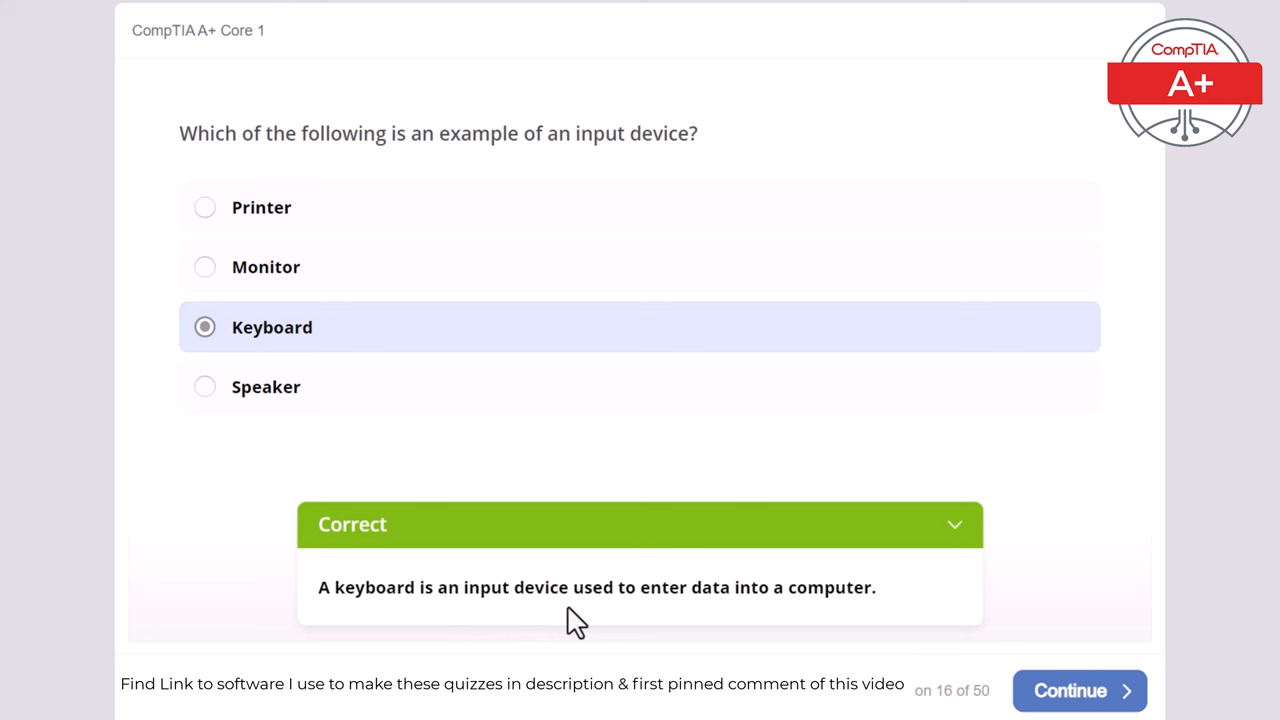 CompTIA A+ Core 1
CompTIA.
A+
Which of the following is an example of an input device?
Printer
Monitor
Keyboard
Speaker
Correct
A keyboard is an input device used to enter data into a computer.
Find Link to software I use to make these quizzes in description & first pinned comment of this video
on 16 of 50
Continue